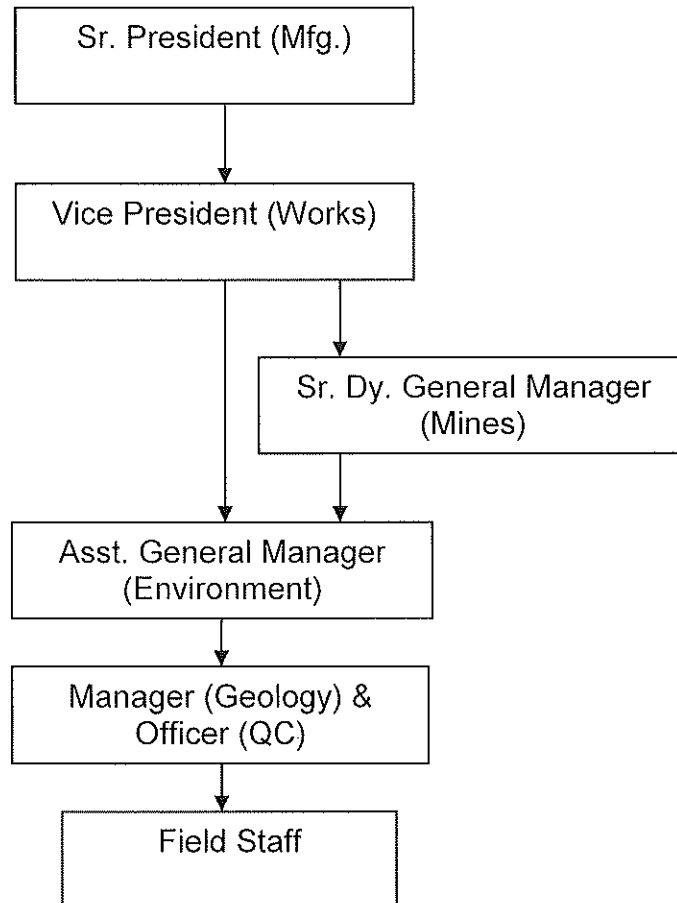 Sr. President (Mfg.)
Vice President (Works)
Sr. Dy. General Manager
(Mines)
Asst. General Manager
(Environment)
Manager (Geology) &
Officer (QC)
Field Staff